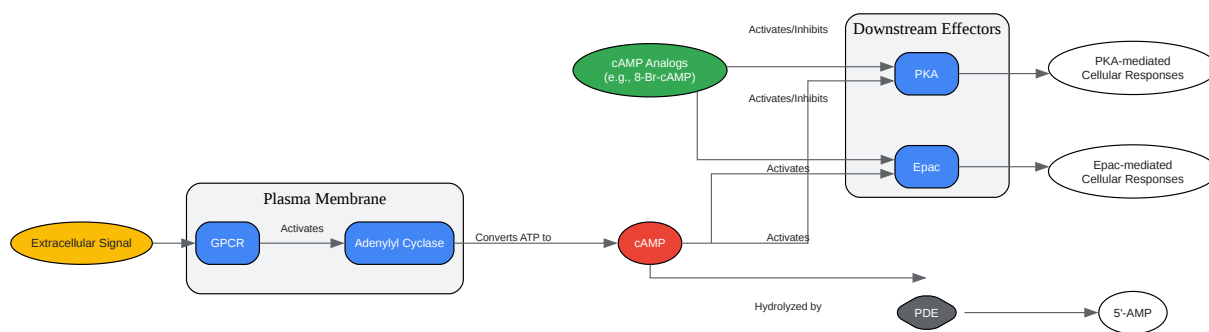 Activates/Inhibits
Downstream Effectors
cAMP Analogs
(e.g., 8-Br-cAMP)
PKA
PKA-mediated
Cellular Responses
Activates/Inhibits
Epac
Activates
Epac-mediated
Cellular Responses
Plasma Membrane
Extracellular Signal
GPCR
Activates
Adenylyl Cyclase
Converts ATP to
cAMP
Activates
Hydrolyzed by
PDE
5'-AMP